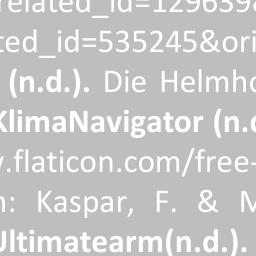 related_id=129659
ted_id=535245&ori
(n.d.). Die Helmho
KlimaNavigator (n.
.flaticon.com/free-
: Kaspar, F. & M
Ultimatearm(n.d.).